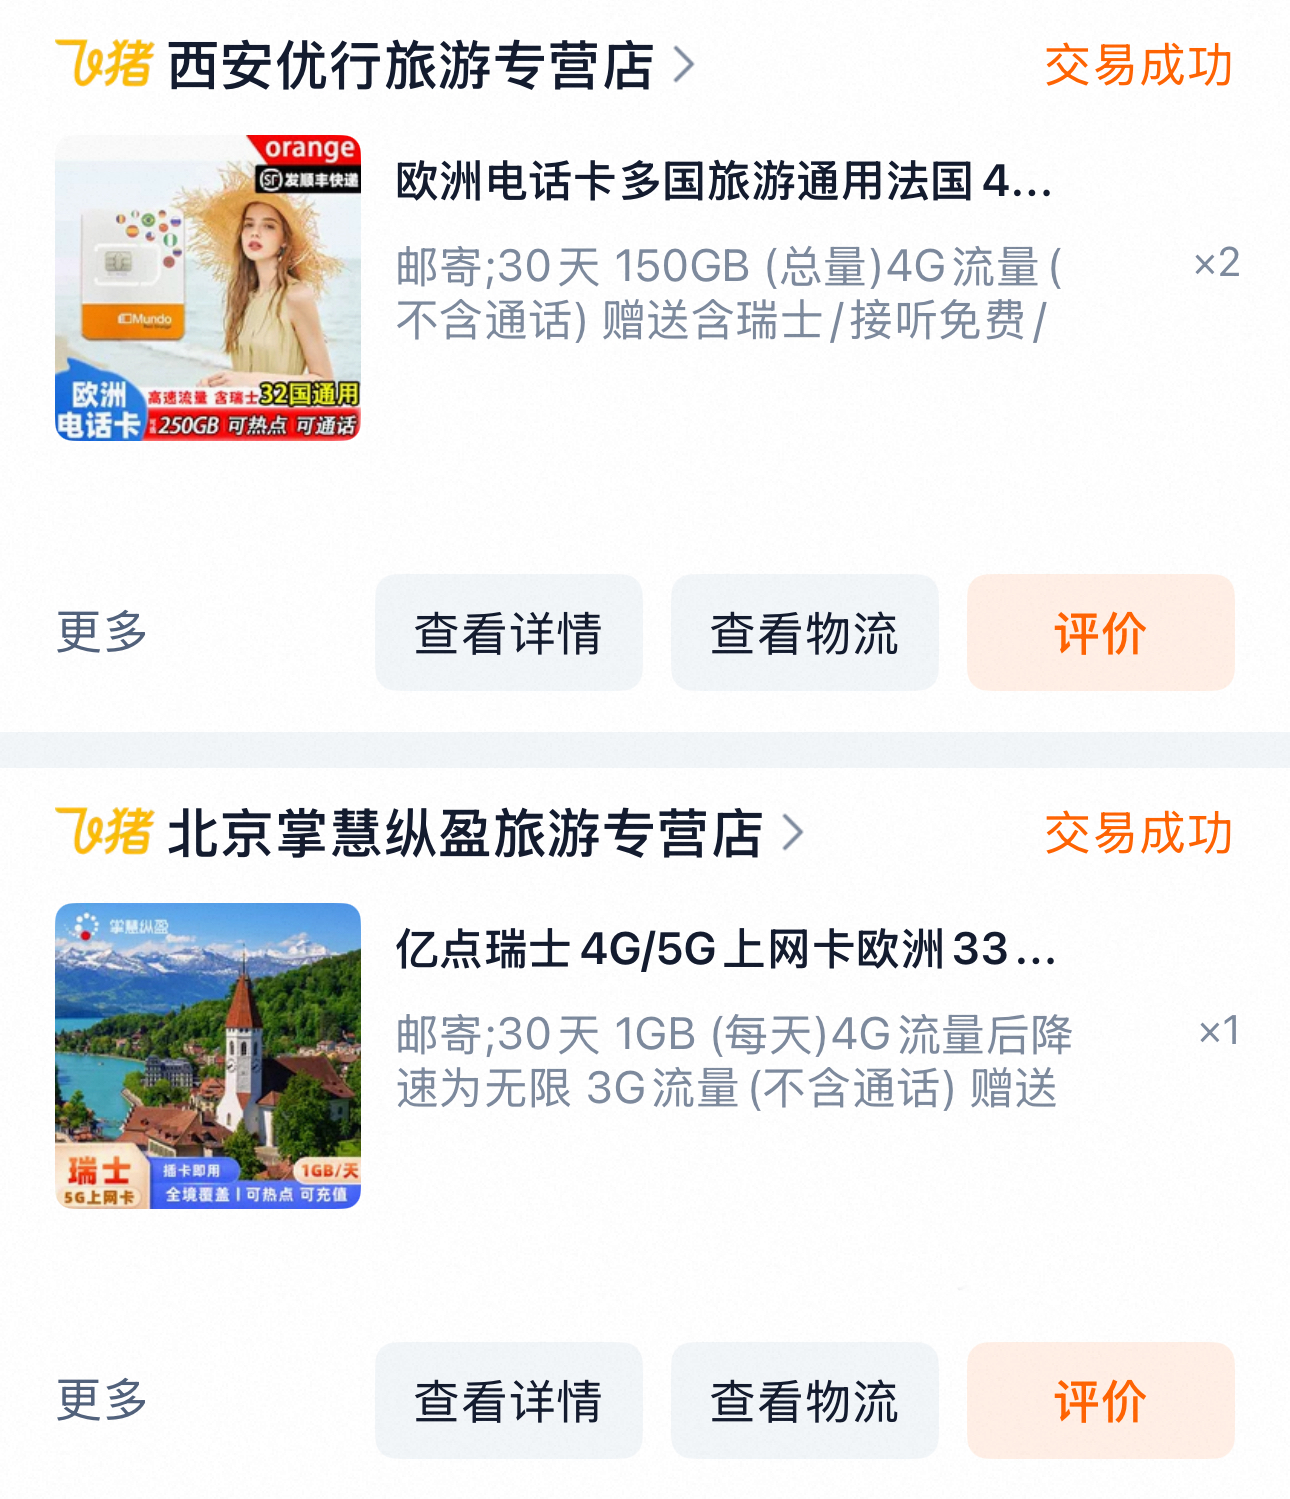 飞猪 西安优行旅游专营店
交易成功
orange
SF 发顺丰快递
Mundo
欧洲
电话卡
高速流量 含瑞士32国通用
250GB 可热点 可通话
欧洲电话卡多国旅游通用法国4...
邮寄;30天 150GB (总量)4G流量(
不含通话) 赠送含瑞士/接听免费/
×2
更多
查看详情
查看物流
评价
飞猪 北京掌慧纵盈旅游专营店
交易成功
掌慧纵盈
瑞士
5G上网卡
插卡即用
1GB/天
全境覆盖 | 可热点 可充值
亿点瑞士4G/5G上网卡欧洲33...
邮寄;30天 1GB (每天)4G流量后降
速为无限 3G流量(不含通话) 赠送
×1
更多
查看详情
查看物流
评价